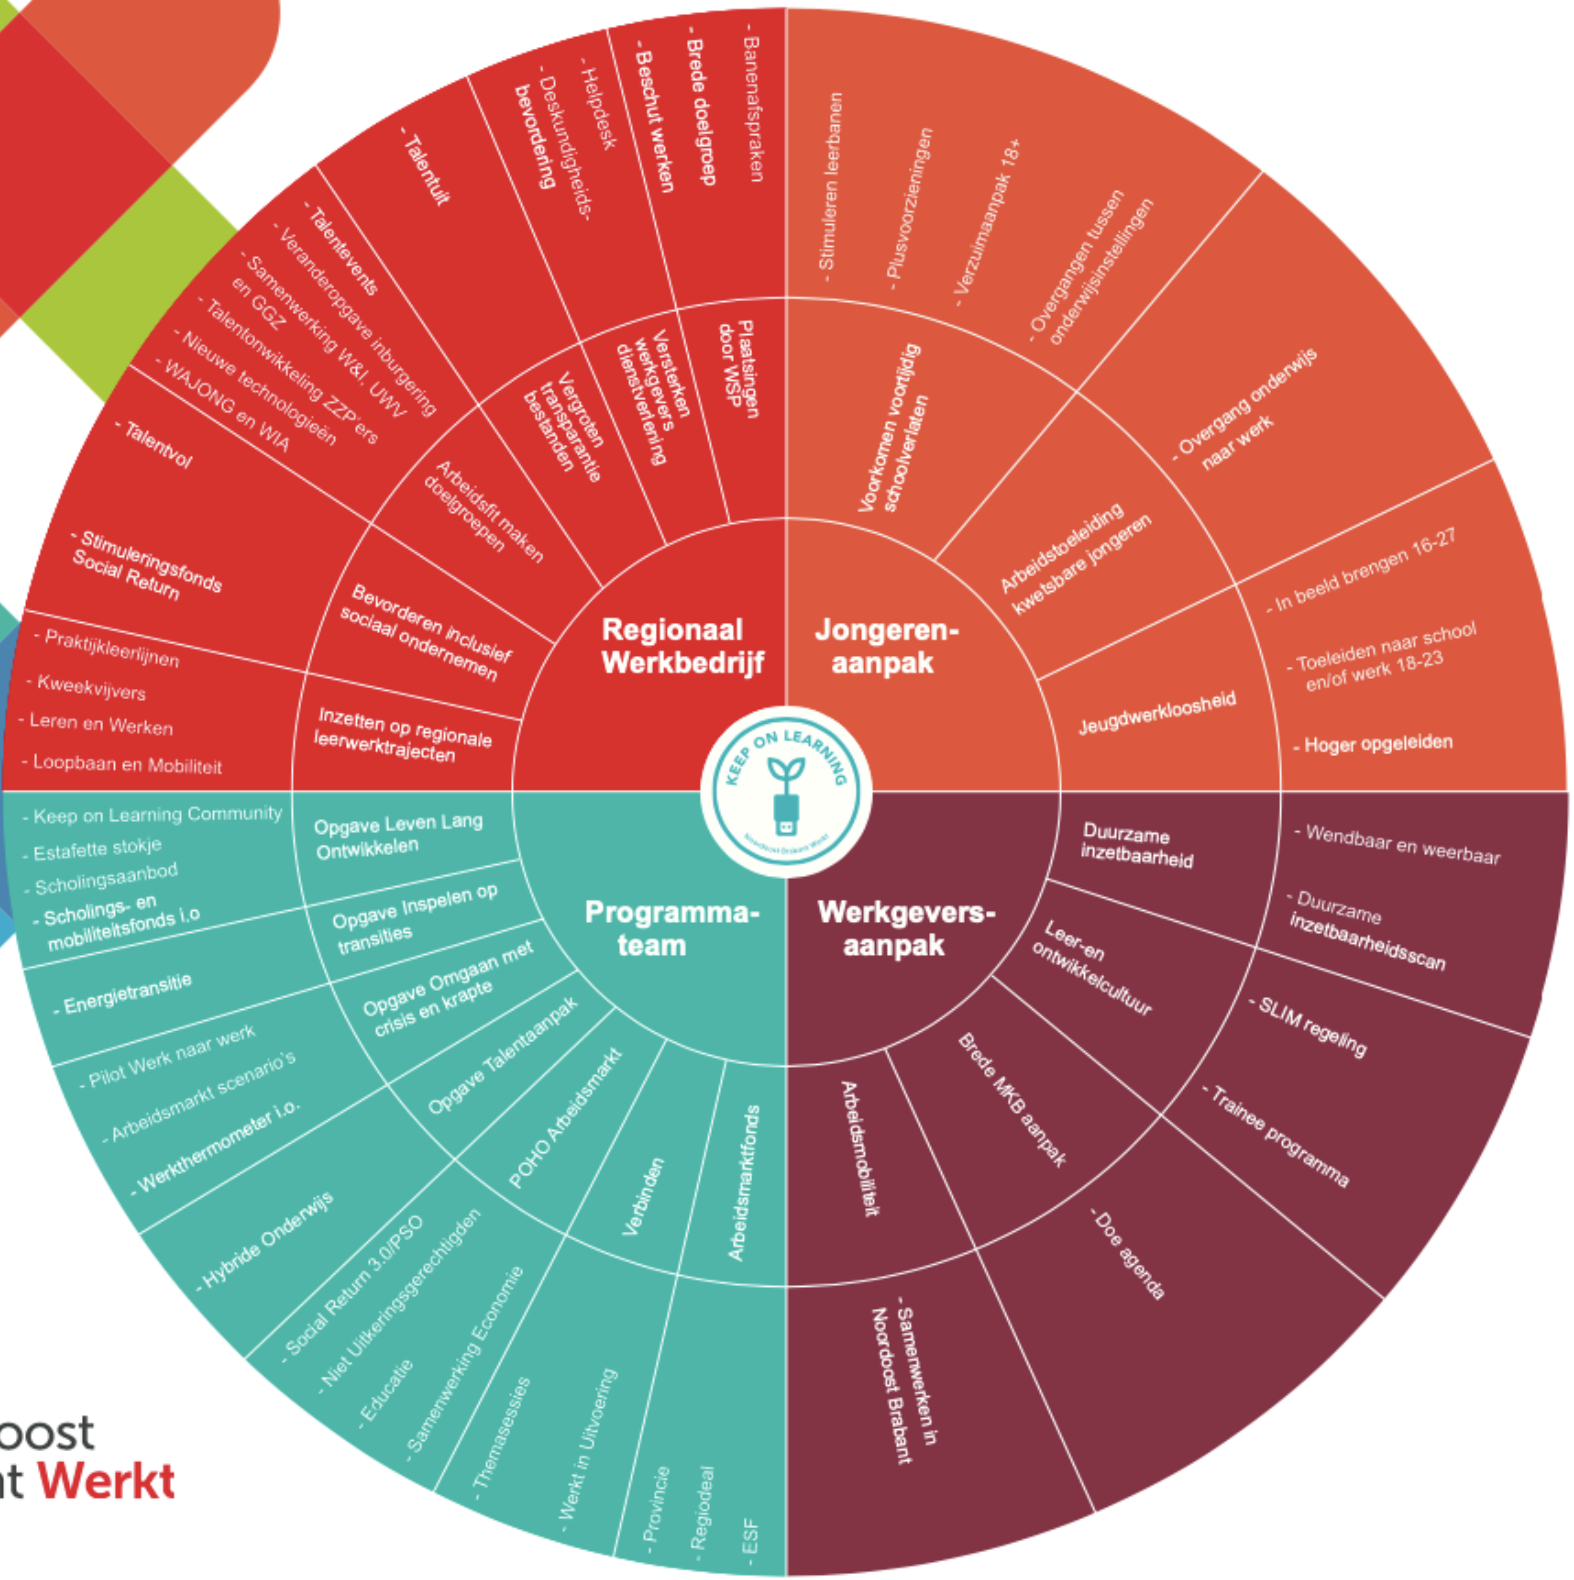 Regionaal
Werkbedrijf
Plaatsingen
door WSP
- Banenafspraken
- Brede doelgroep
- Beschut werken
Versterken
werkgevers
dienstverlening
- Helpdesk
- Deskundigheids-
bevordering
Vergroten
transparantie
bestanden
- Talentuit
Arbeidsfit maken
doelgroepen
- Talentevents
- Veranderopgave inburgering
- Samenwerking W&I, UWV
en GGZ
- Talentonwikkeling ZZP'ers
- Nieuwe technologieën
- WAJONG en WIA
Bevorderen inclusief
sociaal ondernemen
- Talentvol
- Stimuleringsfonds
Social Return
Inzetten op regionale
leerwerktrajecten
- Praktijkleerlijnen
- Kweekvijvers
- Leren en Werken
- Loopbaan en Mobiliteit
Jongeren-
aanpak
Voorkomen voortijdig
schoolverlaten
- Stimuleren leerbanen
- Plusvoorzieningen
- Verzuimaanpak 18+
- Overgangen tussen
onderwijsinstellingen
Arbeidstoeleiding
kwetsbare jongeren
- Overgang onderwijs
naar werk
Jeugdwerkloosheid
- In beeld brengen 16-27
- Toeleiden naar school
en/of werk 18-23
- Hoger opgeleiden
KEEP ON LEARNING
Noordoost Brabant Werkt
Programma-
team
Opgave Leven Lang
Ontwikkelen
- Keep on Learning Community
- Estafette stokje
- Scholingsaanbod
- Scholings- en
mobiliteitsfonds i.o
Opgave Inspelen op
transities
- Energietransitie
Opgave Omgaan met
crisis en krapte
- Pilot Werk naar werk
- Arbeidsmarkt scenario's
- Werkthermometer i.o.
Opgave Talentaanpak
- Hybride Onderwijs
POHO Arbeidsmarkt
- Social Return 3.0/PSO
- Niet Uitkeringsgerechtigden
- Educatie
- Samenwerking Economie
Verbinden
- Themasessies
- Werkt in Uitvoering
Arbeidsmarktfonds
- Provincie
- Regiodeal
- ESF
Werkgevers-
aanpak
Duurzame
inzetbaarheid
- Wendbaar en weerbaar
- Duurzame
inzetbaarheidsscan
Leer-en
ontwikkelcultuur
- SLIM regeling
- Trainee programma
Brede MKB aanpak
- Doe agenda
Arbeidsmobiliteit
- Samenwerken in
Noordoost Brabant
oost
nt Werkt